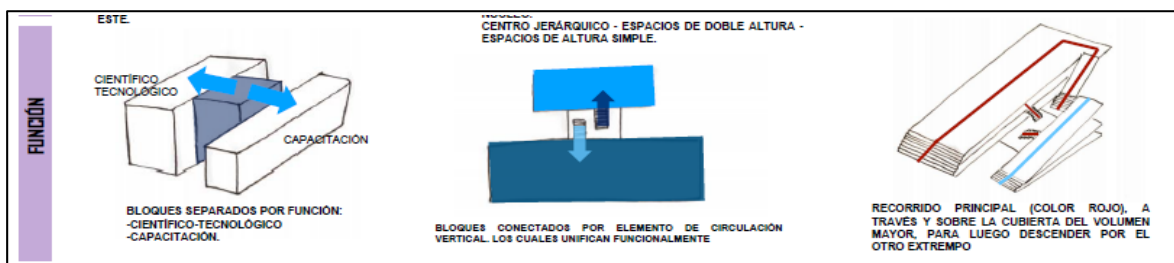 ESTE.
NÚCLEO.
CENTRO JERÁRQUICO - ESPACIOS DE DOBLE ALTURA -
ESPACIOS DE ALTURA SIMPLE.
FUNCIÓN
CIENTÍFICO
TECNOLÓGICO
CAPACITACIÓN
BLOQUES SEPARADOS POR FUNCIÓN:
-CIENTÍFICO-TECNOLÓGICO
-CAPACITACIÓN.
BLOQUES CONECTADOS POR ELEMENTO DE CIRCULACIÓN
VERTICAL. LOS CUALES UNIFICAN FUNCIONALMENTE
RECORRIDO PRINCIPAL (COLOR ROJO), A
TRAVÉS Y SOBRE LA CUBIERTA DEL VOLUMEN
MAYOR, PARA LUEGO DESCENDER POR EL
OTRO EXTREMPO